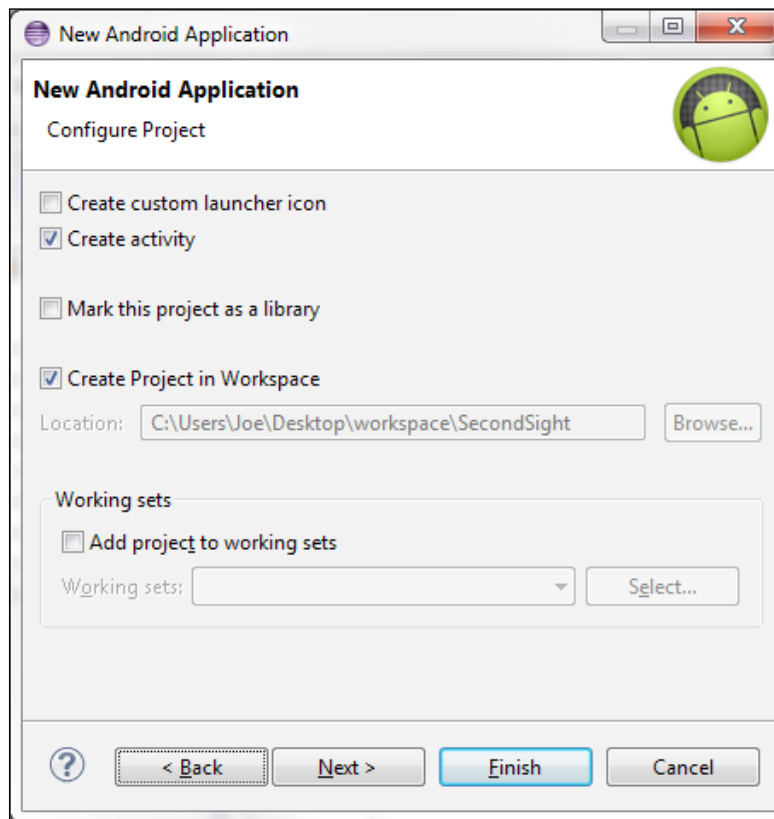 New Android Application
New Android Application
Configure Project
Create custom launcher icon
Create activity
Mark this project as a library
Create Project in Workspace
Location: C:\Users\Joe\Desktop\workspace\SecondSight Browse...
Working sets
Add project to working sets
Working sets: Select...
? < Back Next > Finish Cancel